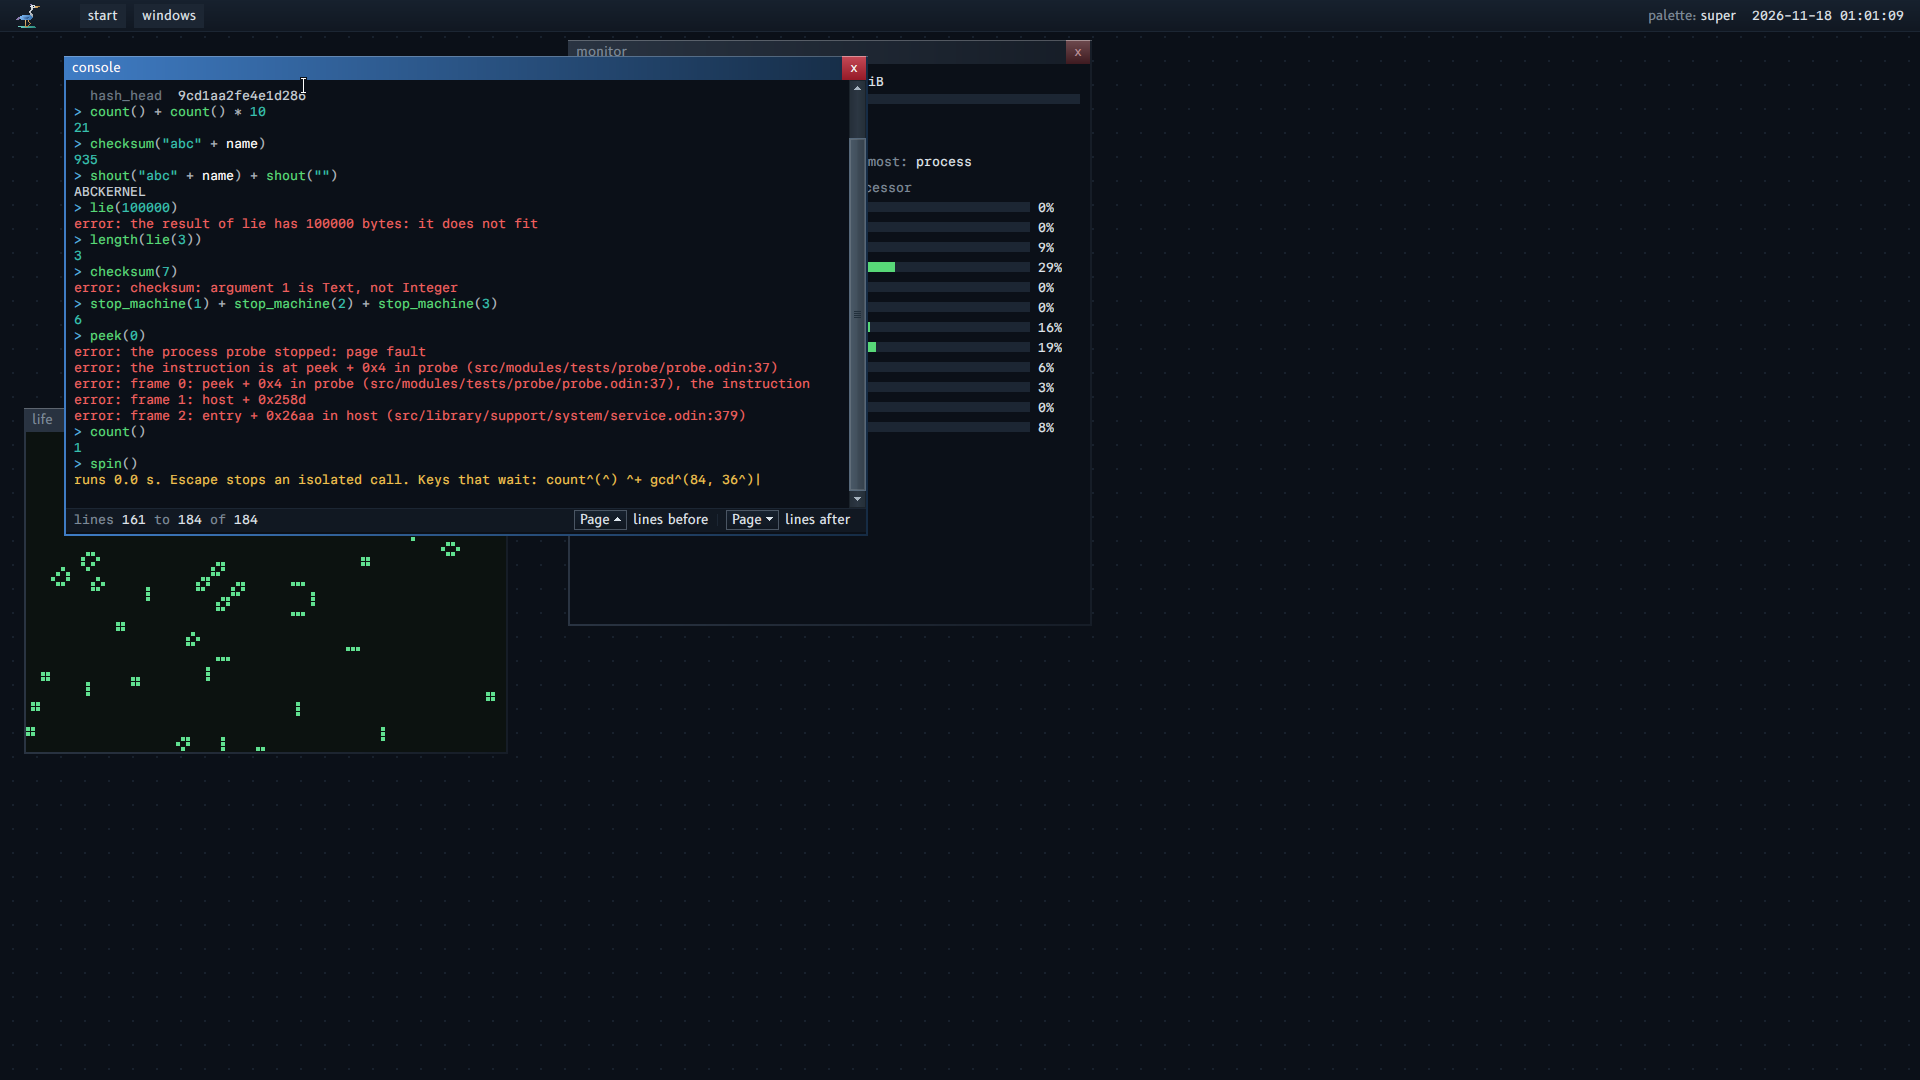 start windows palette: super 2026-11-18 01:01:09
monitor x
console x
iB
hash_head 9cd1aa2fe4e1d286
> count() + count() * 10
21
> checksum("abc" + name)
935
> shout("abc" + name) + shout("")
ABCKERNEL
> lie(100000)
error: the result of lie has 100000 bytes: it does not fit
> length(lie(3))
3
> checksum(7)
error: checksum: argument 1 is Text, not Integer
> stop_machine(1) + stop_machine(2) + stop_machine(3)
6
> peek(0)
error: the process probe stopped: page fault
error: the instruction is at peek + 0x4 in probe (src/modules/tests/probe/probe.odin:37)
error: frame 0: peek + 0x4 in probe (src/modules/tests/probe/probe.odin:37), the instruction
error: frame 1: host + 0x258d
error: frame 2: entry + 0x26aa in host (src/library/support/system/service.odin:379)
> count()
1
> spin()
runs 0.0 s. Escape stops an isolated call. Keys that wait: count^(^) ^+ gcd^(84, 36^)|
lines 161 to 184 of 184 Page lines before Page lines after
most: process
cessor
0%
0%
9%
29%
0%
0%
16%
19%
6%
3%
0%
8%
life